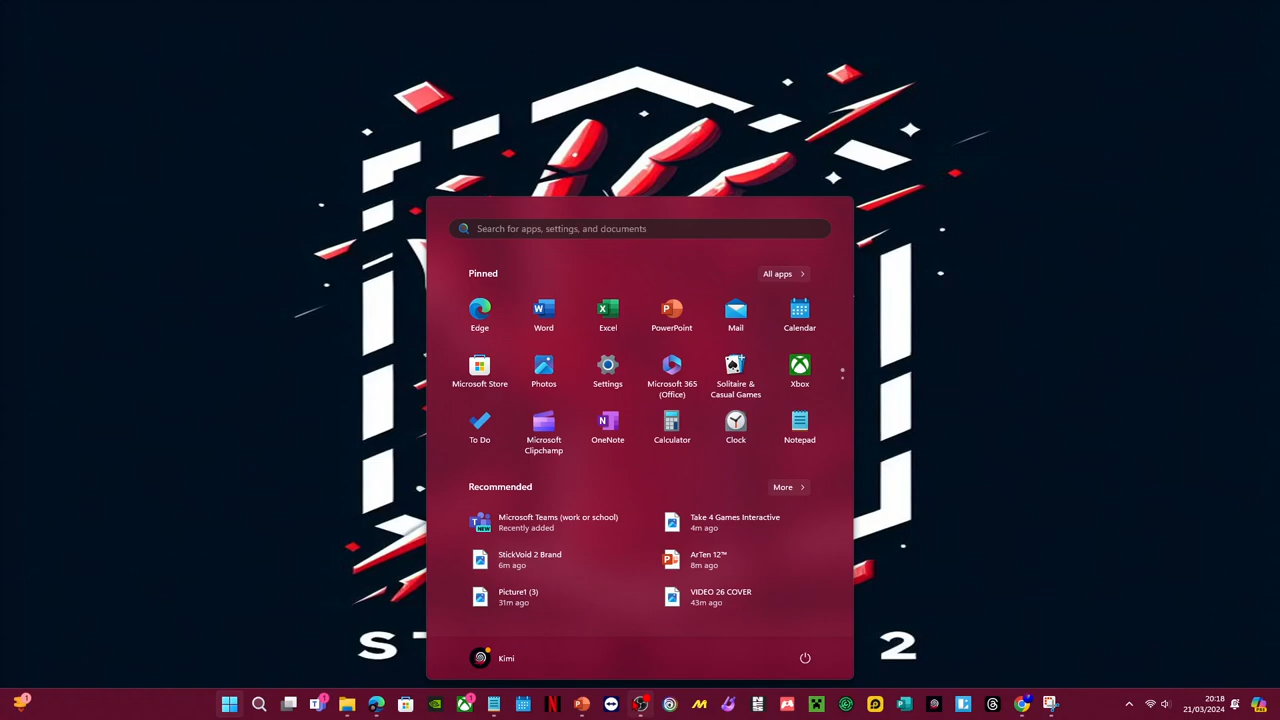 Search for apps, settings, and documents
Pinned
All apps
Edge
Word
Excel
PowerPoint
Mail
Calendar
Microsoft Store
Photos
Settings
Microsoft 365
(Office)
Solitaire &
Casual Games
Xbox
To Do
Microsoft
Clipchamp
OneNote
Calculator
Clock
Notepad
Recommended
More
Microsoft Teams (work or school)
Recently added
Take 4 Games Interactive
4m ago
StickVoid 2 Brand
6m ago
ArTen 12™
8m ago
Picture1 (3)
31m ago
VIDEO 26 COVER
43m ago
Kimi
ST
2
20:18
21/03/2024